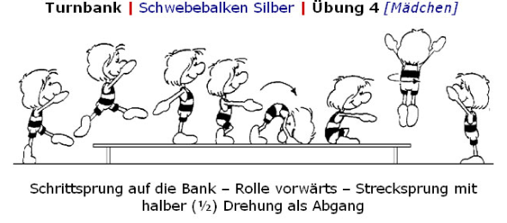 Turnbank | Schwebebalken Silber | Übung 4 [Mädchen]
Schrittsprung auf die Bank – Rolle vorwärts – Strecksprung mit
halber (½) Drehung als Abgang